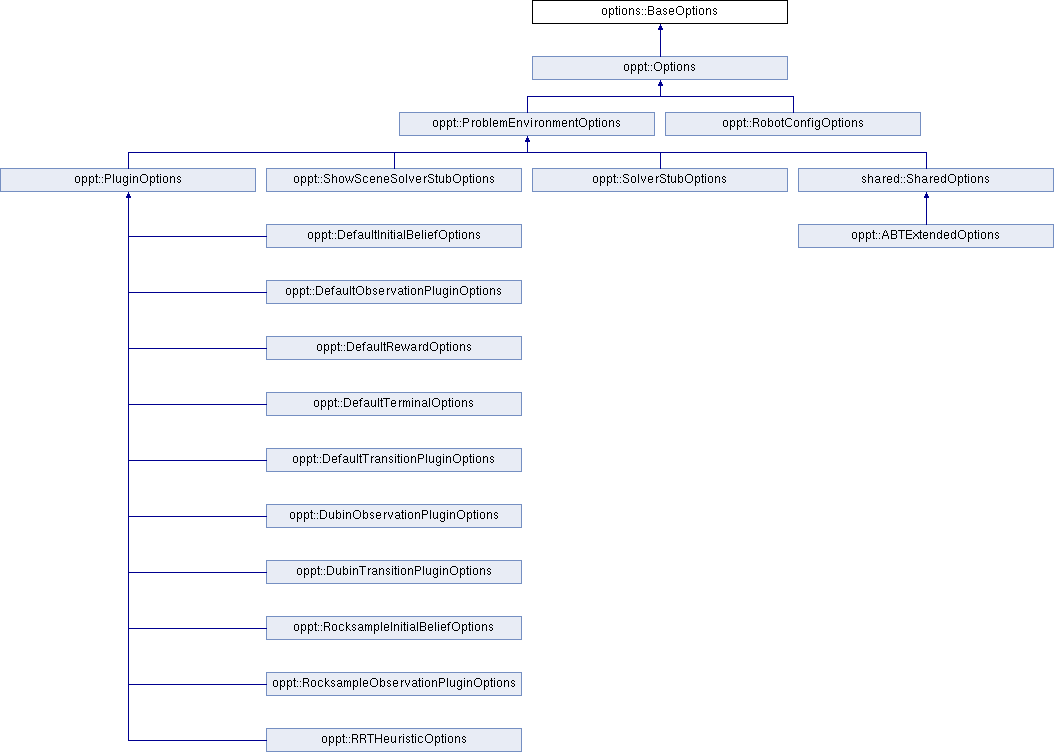 options::BaseOptions
oppt::Options
oppt::ProblemEnvironmentOptions
oppt::RobotConfigOptions
oppt::PluginOptions
oppt::ShowSceneSolverStubOptions
oppt::SolverStubOptions
shared::SharedOptions
oppt::DefaultInitialBeliefOptions
oppt::ABTExtendedOptions
oppt::DefaultObservationPluginOptions
oppt::DefaultRewardOptions
oppt::DefaultTerminalOptions
oppt::DefaultTransitionPluginOptions
oppt::DubinObservationPluginOptions
oppt::DubinTransitionPluginOptions
oppt::RocksampleInitialBeliefOptions
oppt::RocksampleObservationPluginOptions
oppt::RRTHeuristicOptions